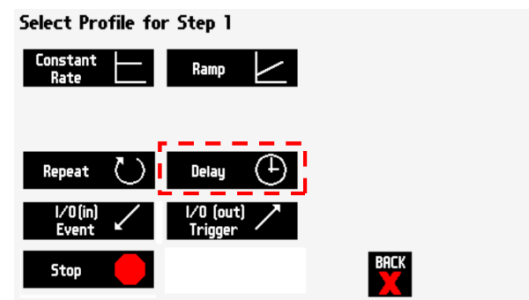 Select Profile for Step 1
Constant
Rate
Ramp
Repeat
Delay
I/O(in)
Event
I/O (out)
Trigger
Stop
BACK